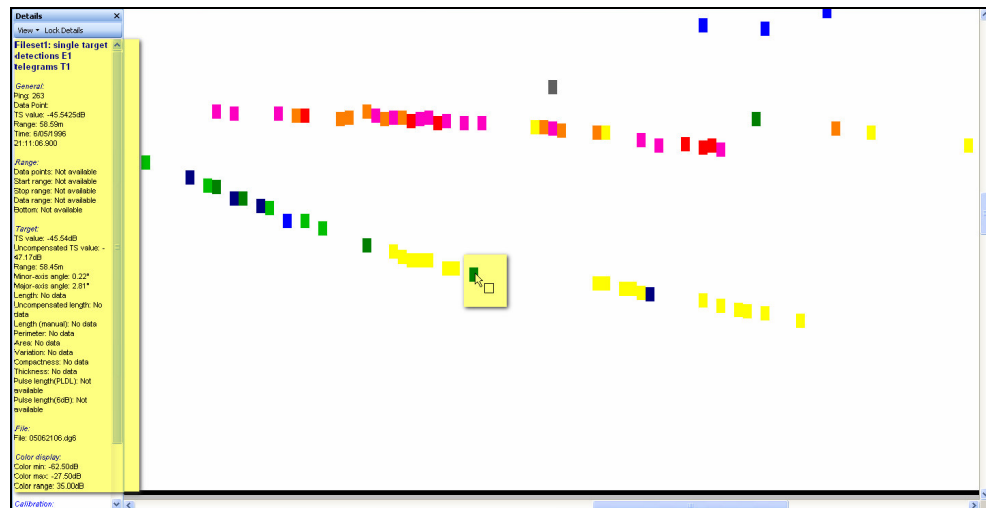 Details
View Lock Details
Fileset1: single target
detections E1
telegrams T1
General:
Ping: 263
Data Point:
TS value: -45.5425dB
Range: 58.59m
Time: 6/05/1996
21:11:06.900
Range:
Data points: Not available
Start range: Not available
Stop range: Not available
Data range: Not available
Bottom: Not available
Target:
TS value: -45.54dB
Uncompensated TS value: -
47.17dB
Range: 58.45m
Minor-axis angle: 0.22°
Major-axis angle: 2.81°
Length: No data
Uncompensated length: No
data
Length (manual): No data
Perimeter: No data
Area: No data
Variation: No data
Compactness: No data
Thickness: No data
Pulse length(PLDL): Not
available
Pulse length(6dB): Not
available
File:
File: 05062106.dg6
Color display:
Color min: -62.50dB
Color max: -27.50dB
Color range: 35.00dB
Calibration: